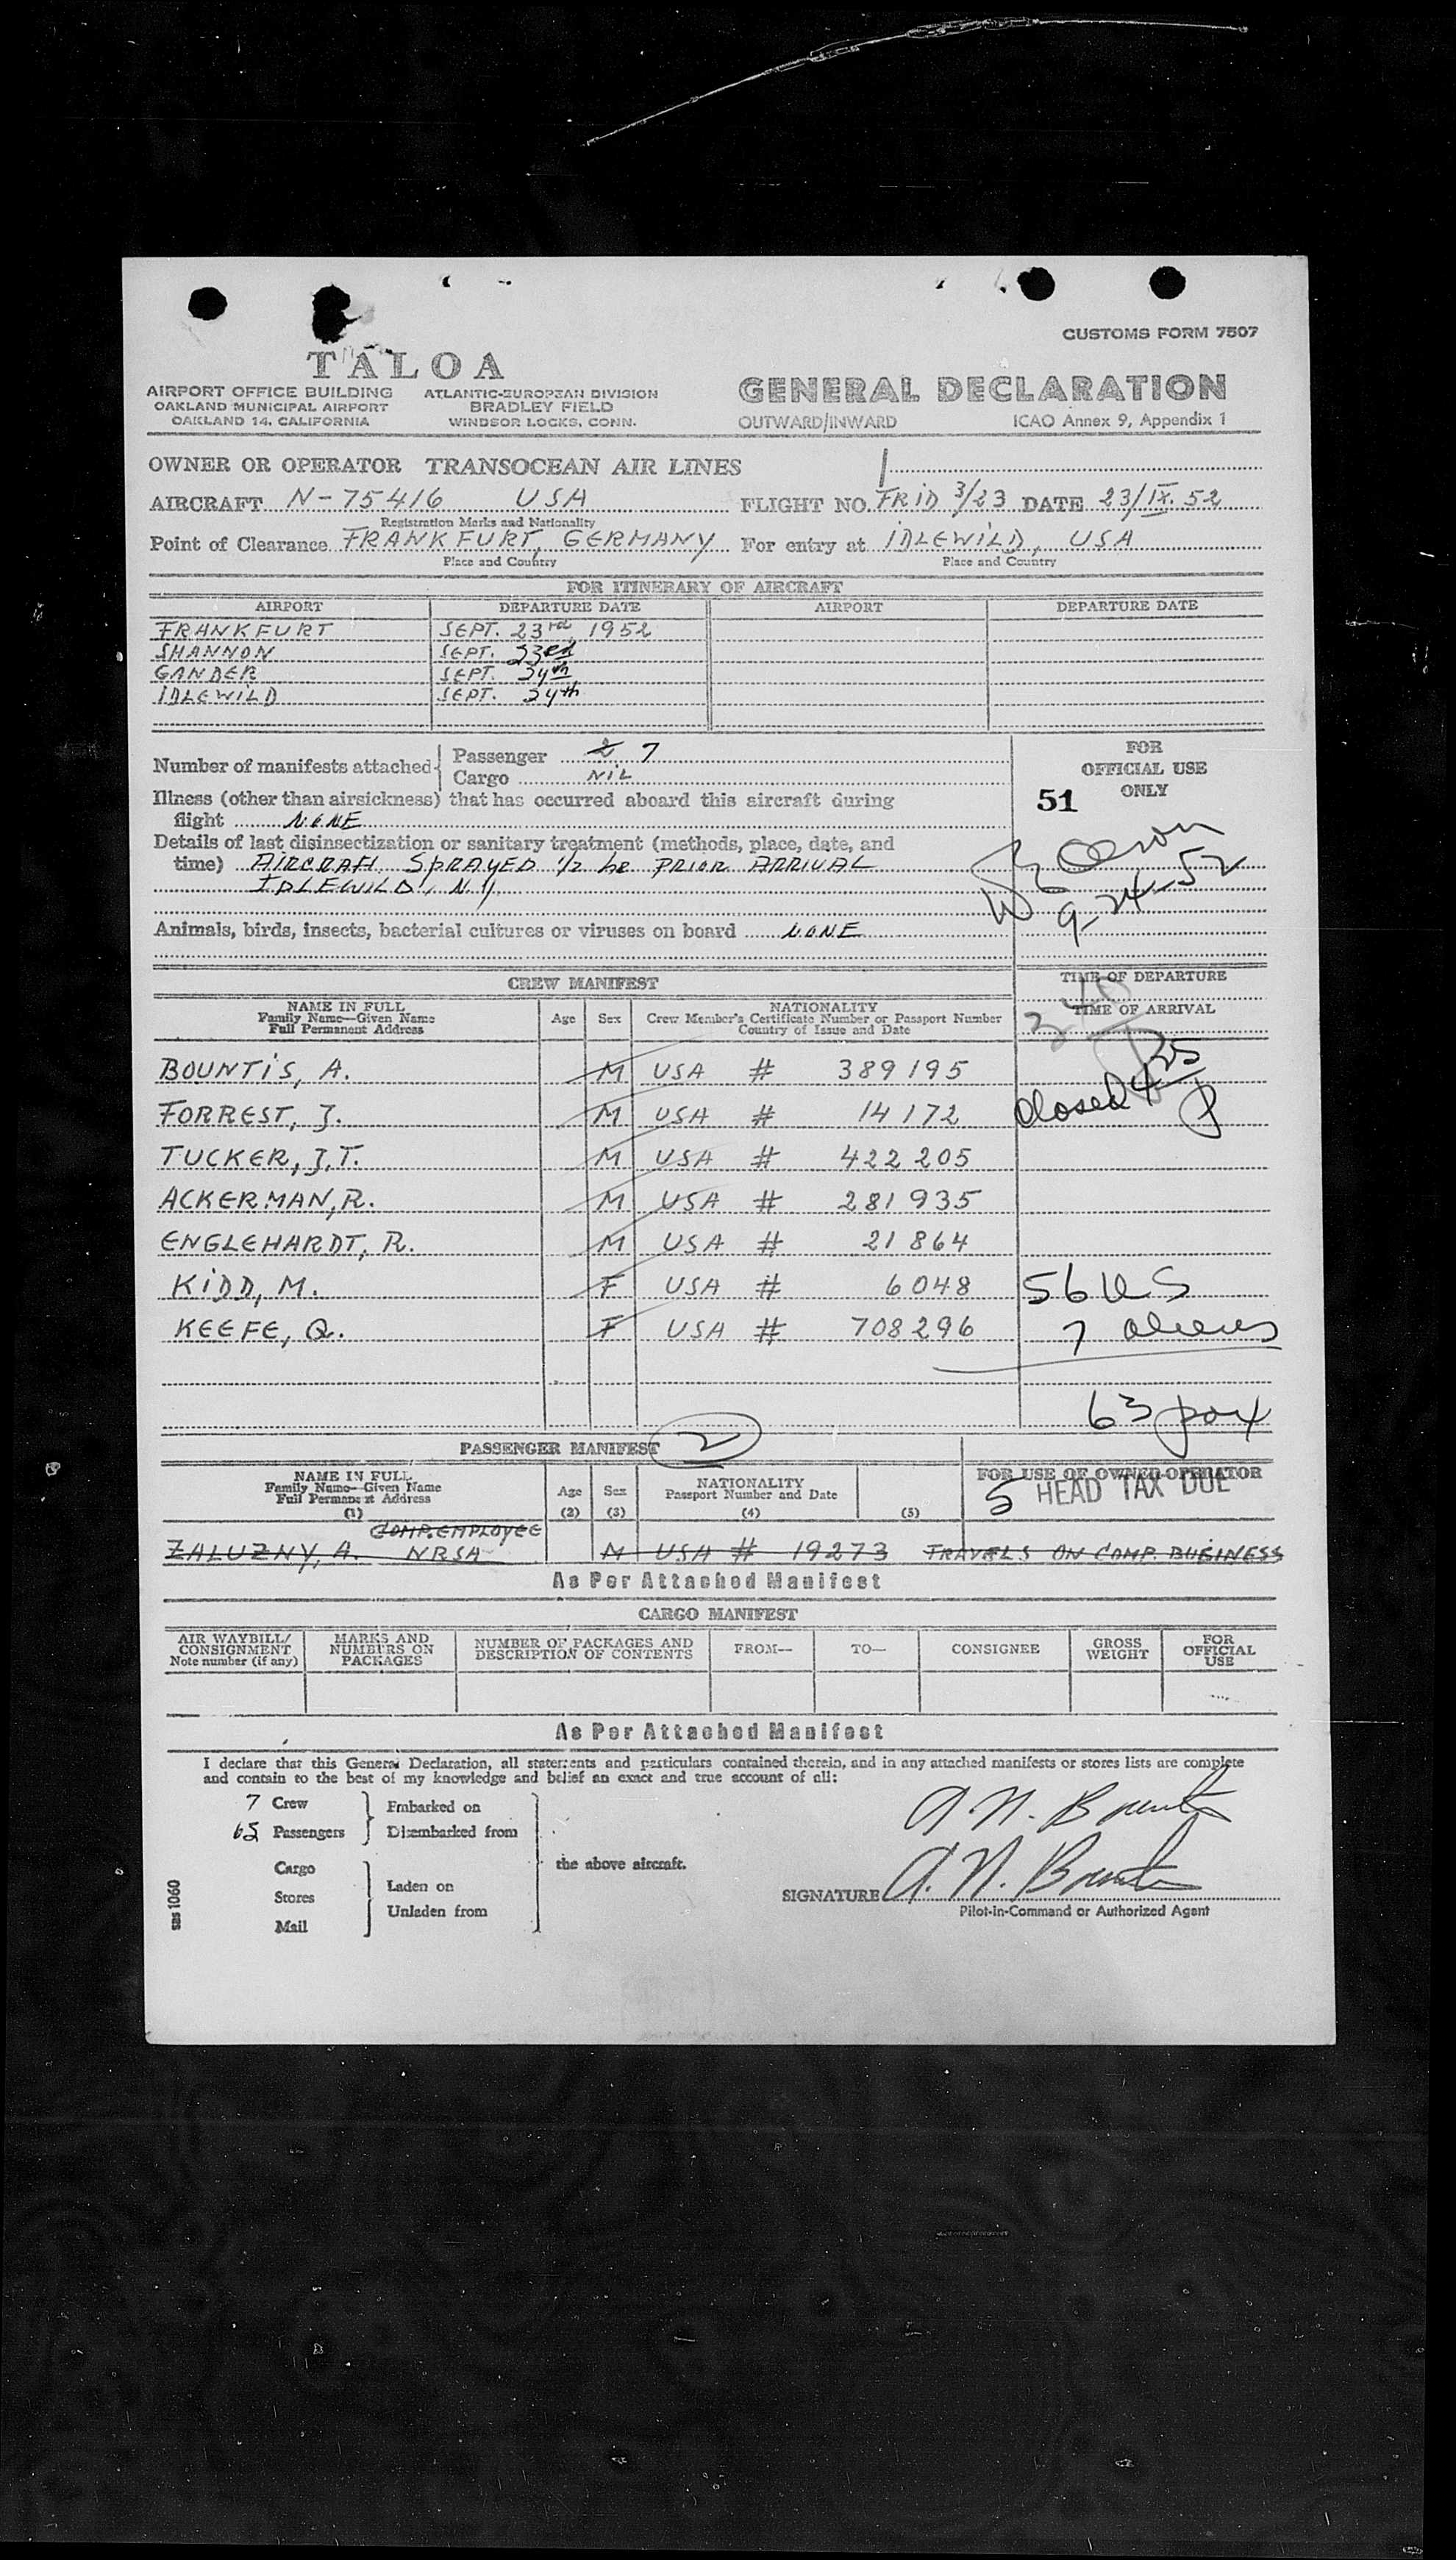 CUSTOMS FORM 7507
TALOA
AIRPORT OFFICE BUILDING
OAKLAND MUNICIPAL AIRPORT
OAKLAND 14, CALIFORNIA
ATLANTIC-EUROPEAN DIVISION
BRADLEY FIELD
WINDSOR LOCKS, CONN.
GENERAL DECLARATION
OUTWARD/INWARD ICAO Annex 9, Appendix 1
OWNER OR OPERATOR TRANSOCEAN AIR LINES
AIRCRAFT N-75416 USA FLIGHT NO. FRID 3/23 DATE 23/IX.52
Registration Marks and Nationality
Point of Clearance FRANKFURT, GERMANY For entry at IDLEWILD, USA
Place and Country Place and Country
FOR ITINERARY OF AIRCRAFT
AIRPORT DEPARTURE DATE AIRPORT DEPARTURE DATE
FRANKFURT SEPT. 23rd 1952
SHANNON SEPT. 23rd
GANDER SEPT. 24th
IDLEWILD SEPT. 24th
Number of manifests attached
Passenger 2 7
Cargo NIL
Illness (other than airsickness) that has occurred aboard this aircraft during
flight NONE
Details of last disinsectization or sanitary treatment (methods, place, date, and
time) AIRCRAFT SPRAYED 1/2 hr PRIOR ARRIVAL
IDLEWILD, N.Y
Animals, birds, insects, bacterial cultures or viruses on board NONE
FOR
OFFICIAL USE
ONLY
51
9-24-52
CREW MANIFEST
NAME IN FULL
Family Name—Given Name
Full Permanent Address
Age
Sex
NATIONALITY
Crew Member's Certificate Number or Passport Number
Country of Issue and Date
TIME OF DEPARTURE
TIME OF ARRIVAL
BOUNTIS, A. M USA # 389195
FORREST, J. M USA # 14172
TUCKER, J.T. M USA # 422205
ACKERMAN, R. M USA # 281935
ENGLEHARDT, R. M USA # 21864
KIDD, M. F USA # 6048
KEEFE, Q. F USA # 708296
closed 4 25 P
56 US
7 aliens
63 pax
PASSENGER MANIFEST 2
NAME IN FULL
Family Name—Given Name
Full Permanent Address
(1)
Age
(2)
Sex
(3)
NATIONALITY
Passport Number and Date
(4)
(5)
FOR USE OF OWNER-OPERATOR
5 HEAD TAX DUE
COMP. EMPLOYEE
ZALUZNY, A. NRSA M USA # 19273 TRAVELS ON COMP. BUSINESS
As Per Attached Manifest
CARGO MANIFEST
AIR WAYBILL/
CONSIGNMENT
Note number (if any)
MARKS AND
NUMBERS ON
PACKAGES
NUMBER OF PACKAGES AND
DESCRIPTION OF CONTENTS
FROM—
TO—
CONSIGNEE
GROSS
WEIGHT
FOR
OFFICIAL
USE
As Per Attached Manifest
I declare that this General Declaration, all statements and particulars contained therein, and in any attached manifests or stores lists are complete
and contain to the best of my knowledge and belief an exact and true account of all:
7 Crew
Passengers
Embarked on
Disembarked from
Cargo
Stores
Mail
Laden on
Unladen from
the above aircraft.
A. N. Bountis
SIGNATURE A. N. Bountis
Pilot-in-Command or Authorized Agent
sas 1060